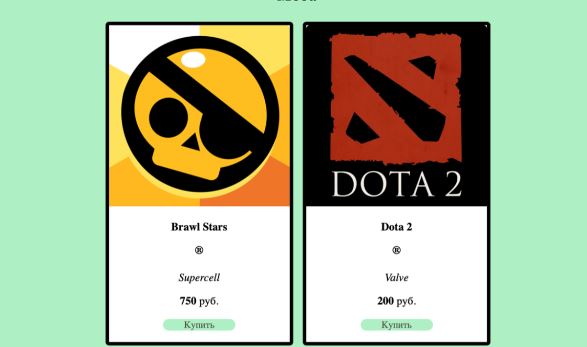 DOTA 2
Brawl Stars
®
Supercell
750 руб.
Купить
Dota 2
®
Valve
200 руб.
Купить